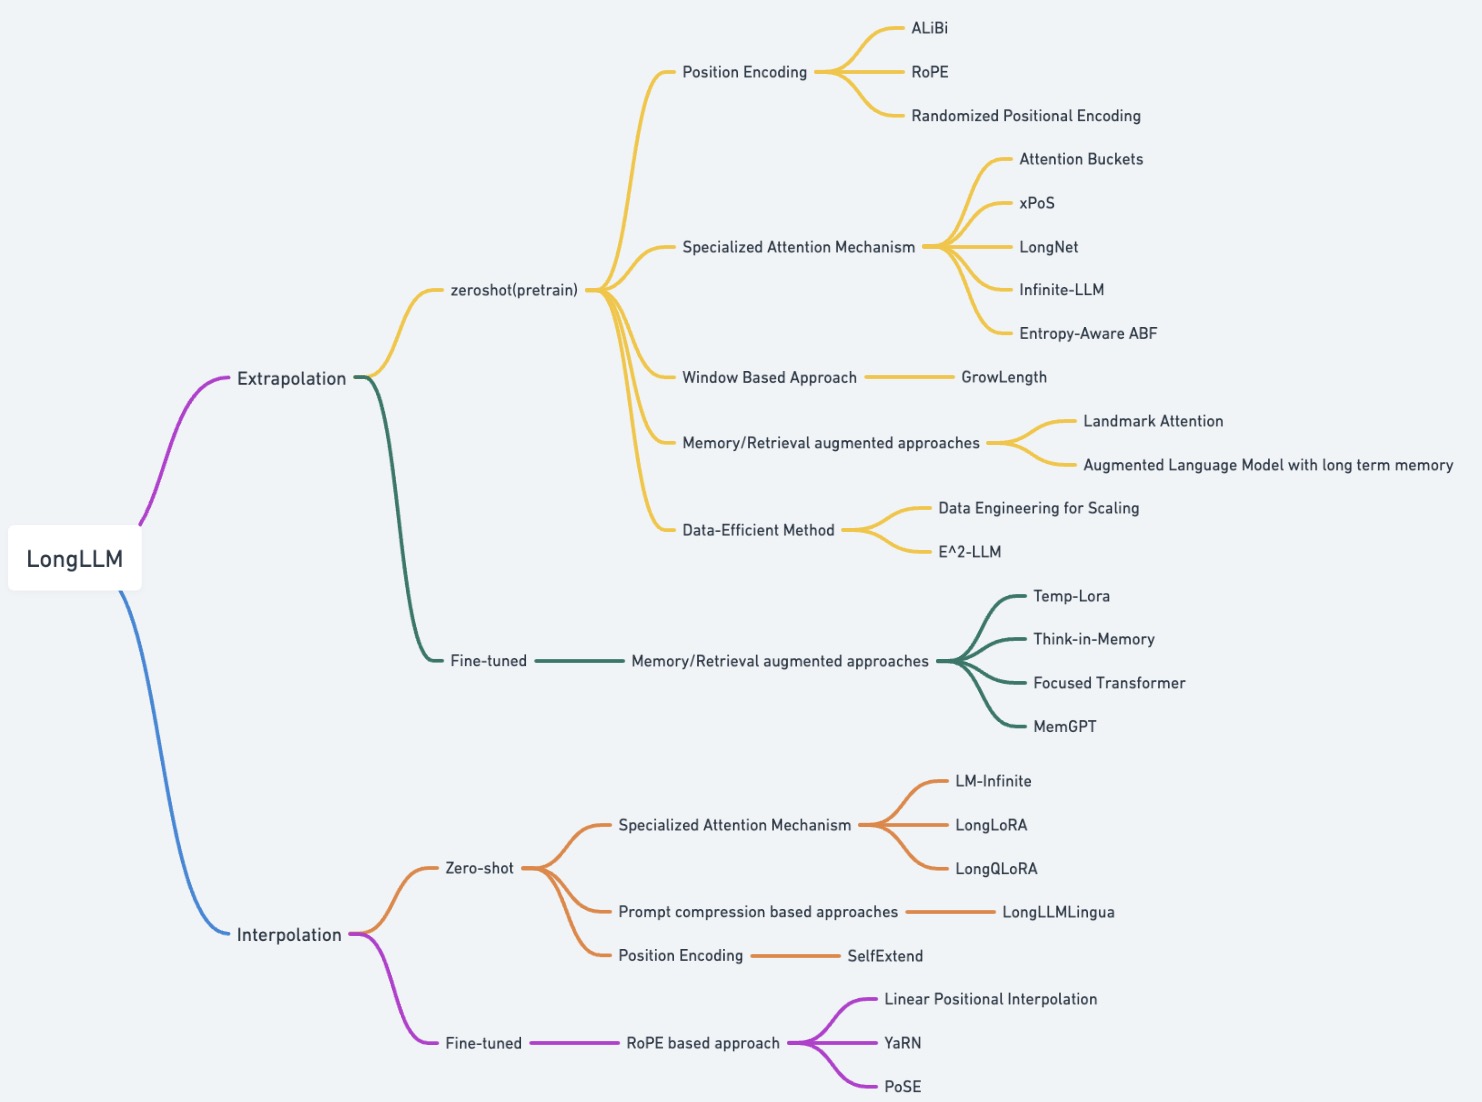 LongLLM
Extrapolation
zeroshot(pretrain)
Position Encoding
ALiBi
RoPE
Randomized Positional Encoding
Specialized Attention Mechanism
Attention Buckets
xPoS
LongNet
Infinite-LLM
Entropy-Aware ABF
Window Based Approach
GrowLength
Memory/Retrieval augmented approaches
Landmark Attention
Augmented Language Model with long term memory
Data-Efficient Method
Data Engineering for Scaling
E^2-LLM
Fine-tuned
Memory/Retrieval augmented approaches
Temp-Lora
Think-in-Memory
Focused Transformer
MemGPT
Interpolation
Zero-shot
Specialized Attention Mechanism
LM-Infinite
LongLoRA
LongQLoRA
Prompt compression based approaches
LongLLMLingua
Position Encoding
SelfExtend
Fine-tuned
RoPE based approach
Linear Positional Interpolation
YaRN
PoSE